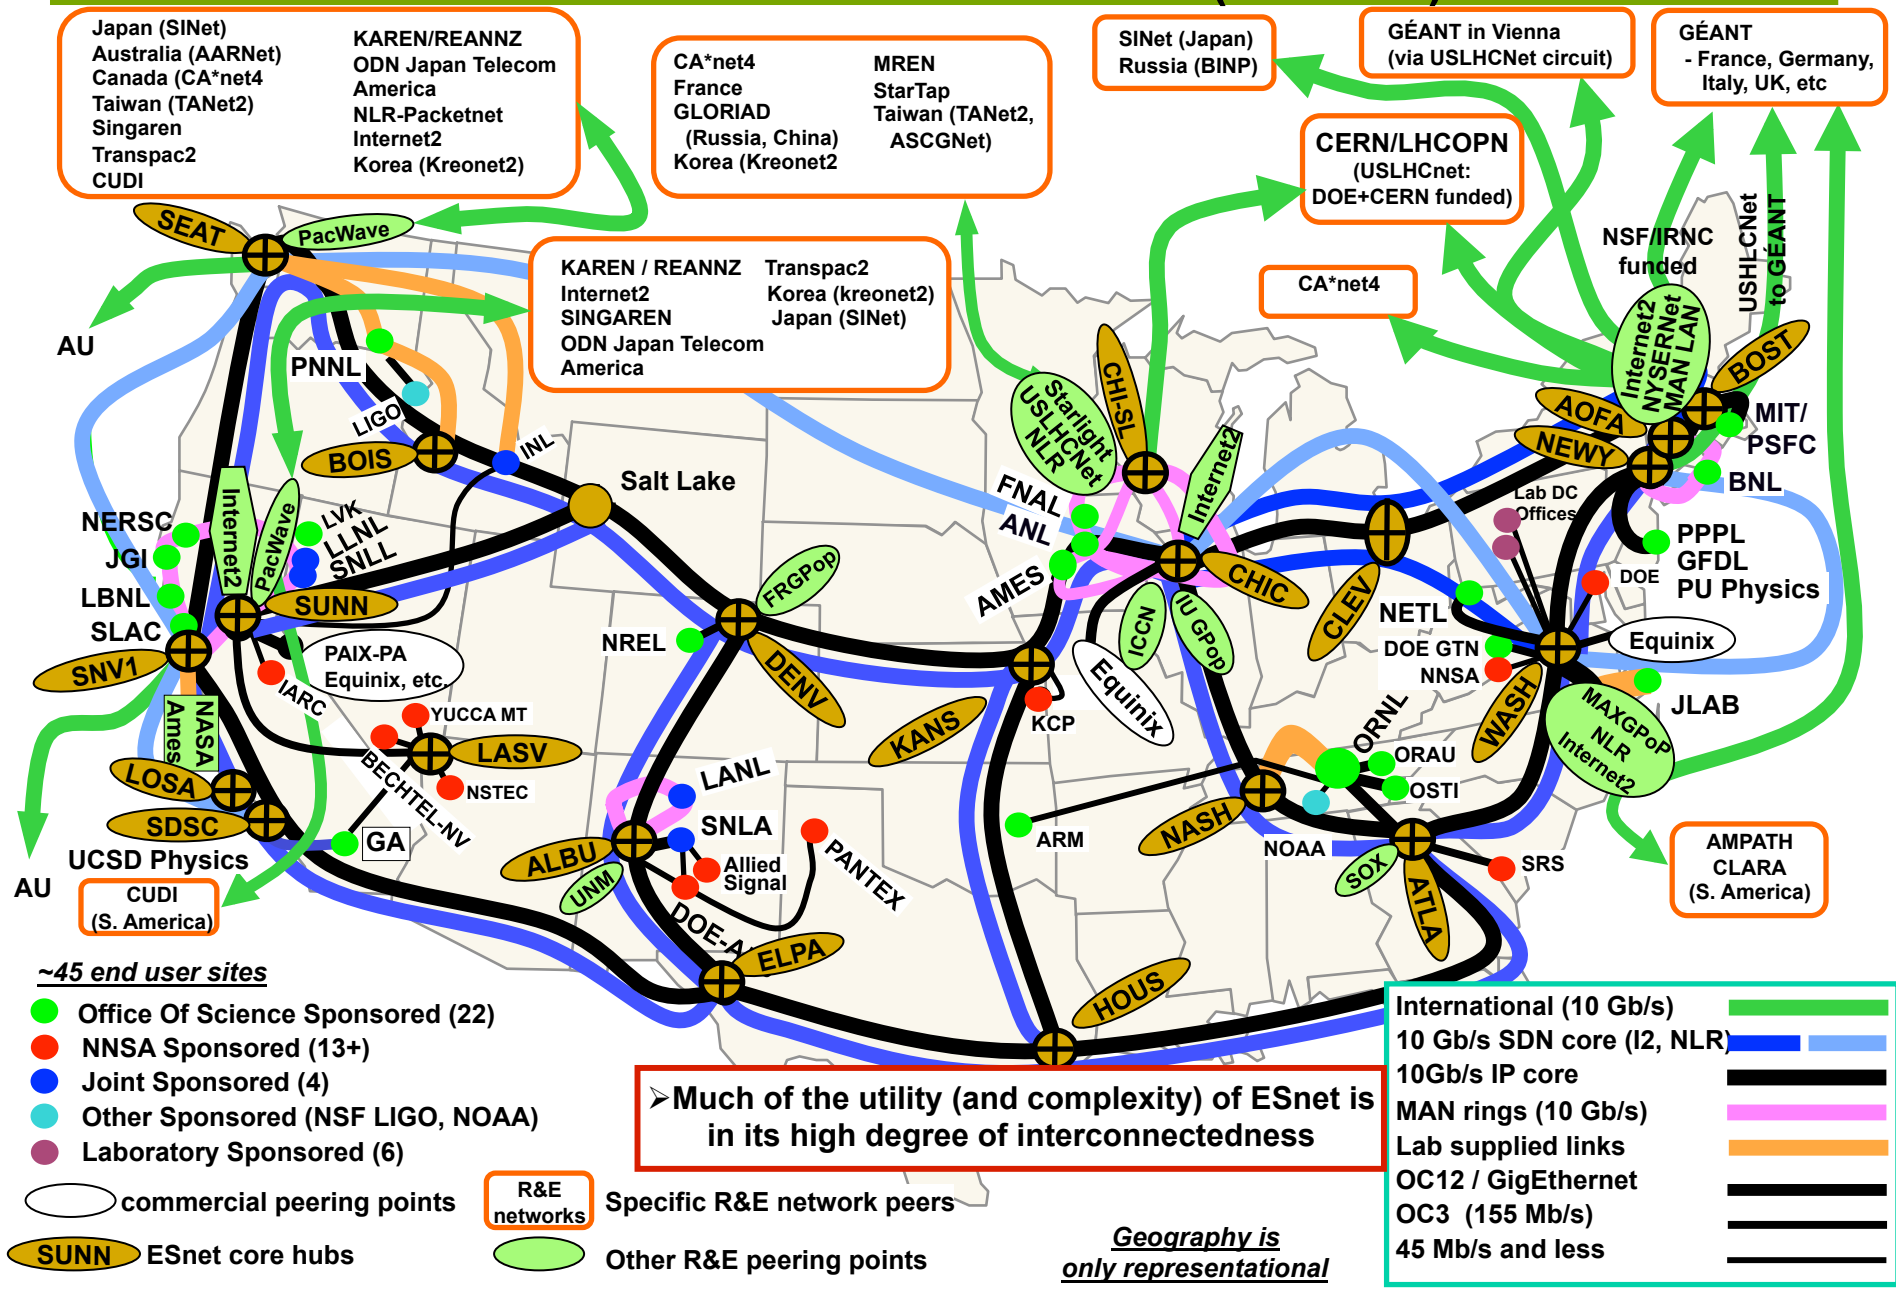 Japan (SINet)
Australia (AARNet)
Canada (CA*net4
Taiwan (TANet2)
Singaren
Transpac2
CUDI
KAREN/REANNZ
ODN Japan Telecom
America
NLR-Packetnet
Internet2
Korea (Kreonet2)
CA*net4
France
GLORIAD
(Russia, China)
Korea (Kreonet2
MREN
StarTap
Taiwan (TANet2,
ASCGNet)
SINet (Japan)
Russia (BINP)
GÉANT in Vienna
(via USLHCNet circuit)
GÉANT
- France, Germany,
Italy, UK, etc
CERN/LHCOPN
(USLHCnet:
DOE+CERN funded)
CA*net4
NSF/IRNC
funded
USHLCNet
to GÉANT
KAREN / REANNZ
Internet2
SINGAREN
ODN Japan Telecom
America
Transpac2
Korea (kreonet2)
Japan (SINet)
SEAT
PacWave
AU
PNNL
LIGO
BOIS
INL
Salt Lake
Internet2
PacWave
LVK
LLNL
SNLL
NERSC
JGI
LBNL
SLAC
SNV1
SUNN
PAIX-PA
Equinix, etc.
IARC
NASA
Ames
YUCCA MT
LASV
BECHTEL-NV
NSTEC
LOSA
SDSC
UCSD Physics
GA
AU
CUDI
(S. America)
NREL
FRGPop
DENV
KANS
KCP
LANL
SNLA
ALBU
UNM
Allied
Signal
PANTEX
DOE-A
ELPA
HOUS
ARM
Starlight
USLHCNet
NLR
CHI-SL
Internet2
FNAL
ANL
AMES
CHIC
ICCN
IU GPop
Equinix
CLEV
NASH
ORNL
ORAU
OSTI
NOAA
SOX
ATLA
SRS
Internet2
NYSERNet
MAN LAN
BOST
AOFA
NEWY
MIT/
PSFC
BNL
Lab DC
Offices
PPPL
GFDL
PU Physics
DOE
NETL
DOE GTN
NNSA
Equinix
WASH
JLAB
MAXGPoP
NLR
Internet2
AMPATH
CLARA
(S. America)
~45 end user sites
Office Of Science Sponsored (22)
NNSA Sponsored (13+)
Joint Sponsored (4)
Other Sponsored (NSF LIGO, NOAA)
Laboratory Sponsored (6)
commercial peering points
SUNN
ESnet core hubs
R&E
networks
Specific R&E network peers
Other R&E peering points
➢Much of the utility (and complexity) of ESnet is
in its high degree of interconnectedness
Geography is
only representational
International (10 Gb/s)
10 Gb/s SDN core (I2, NLR)
10Gb/s IP core
MAN rings (10 Gb/s)
Lab supplied links
OC12 / GigEthernet
OC3 (155 Mb/s)
45 Mb/s and less